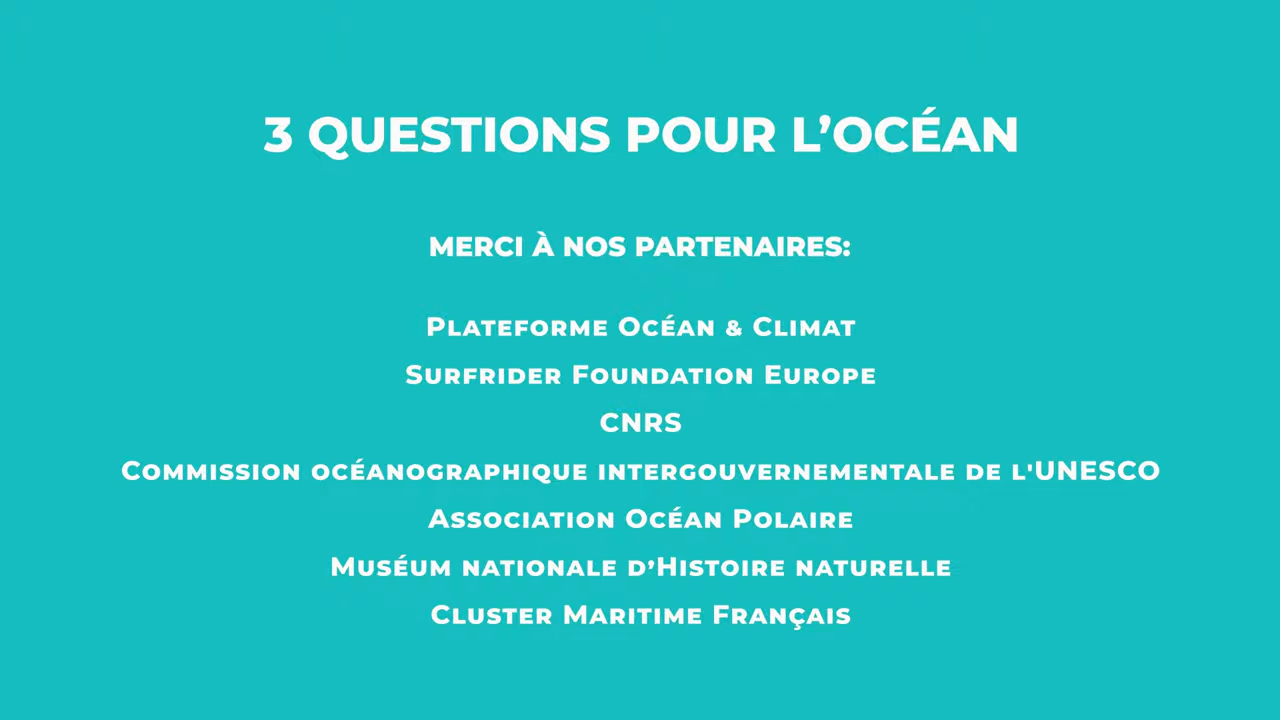 3 QUESTIONS POUR L’OCÉAN
MERCI À NOS PARTENAIRES:
Plateforme Océan & Climat
Surfrider Foundation Europe
CNRS
Commission océanographique intergouvernementale de l'UNESCO
Association Océan Polaire
Muséum nationale d’Histoire naturelle
Cluster Maritime Français